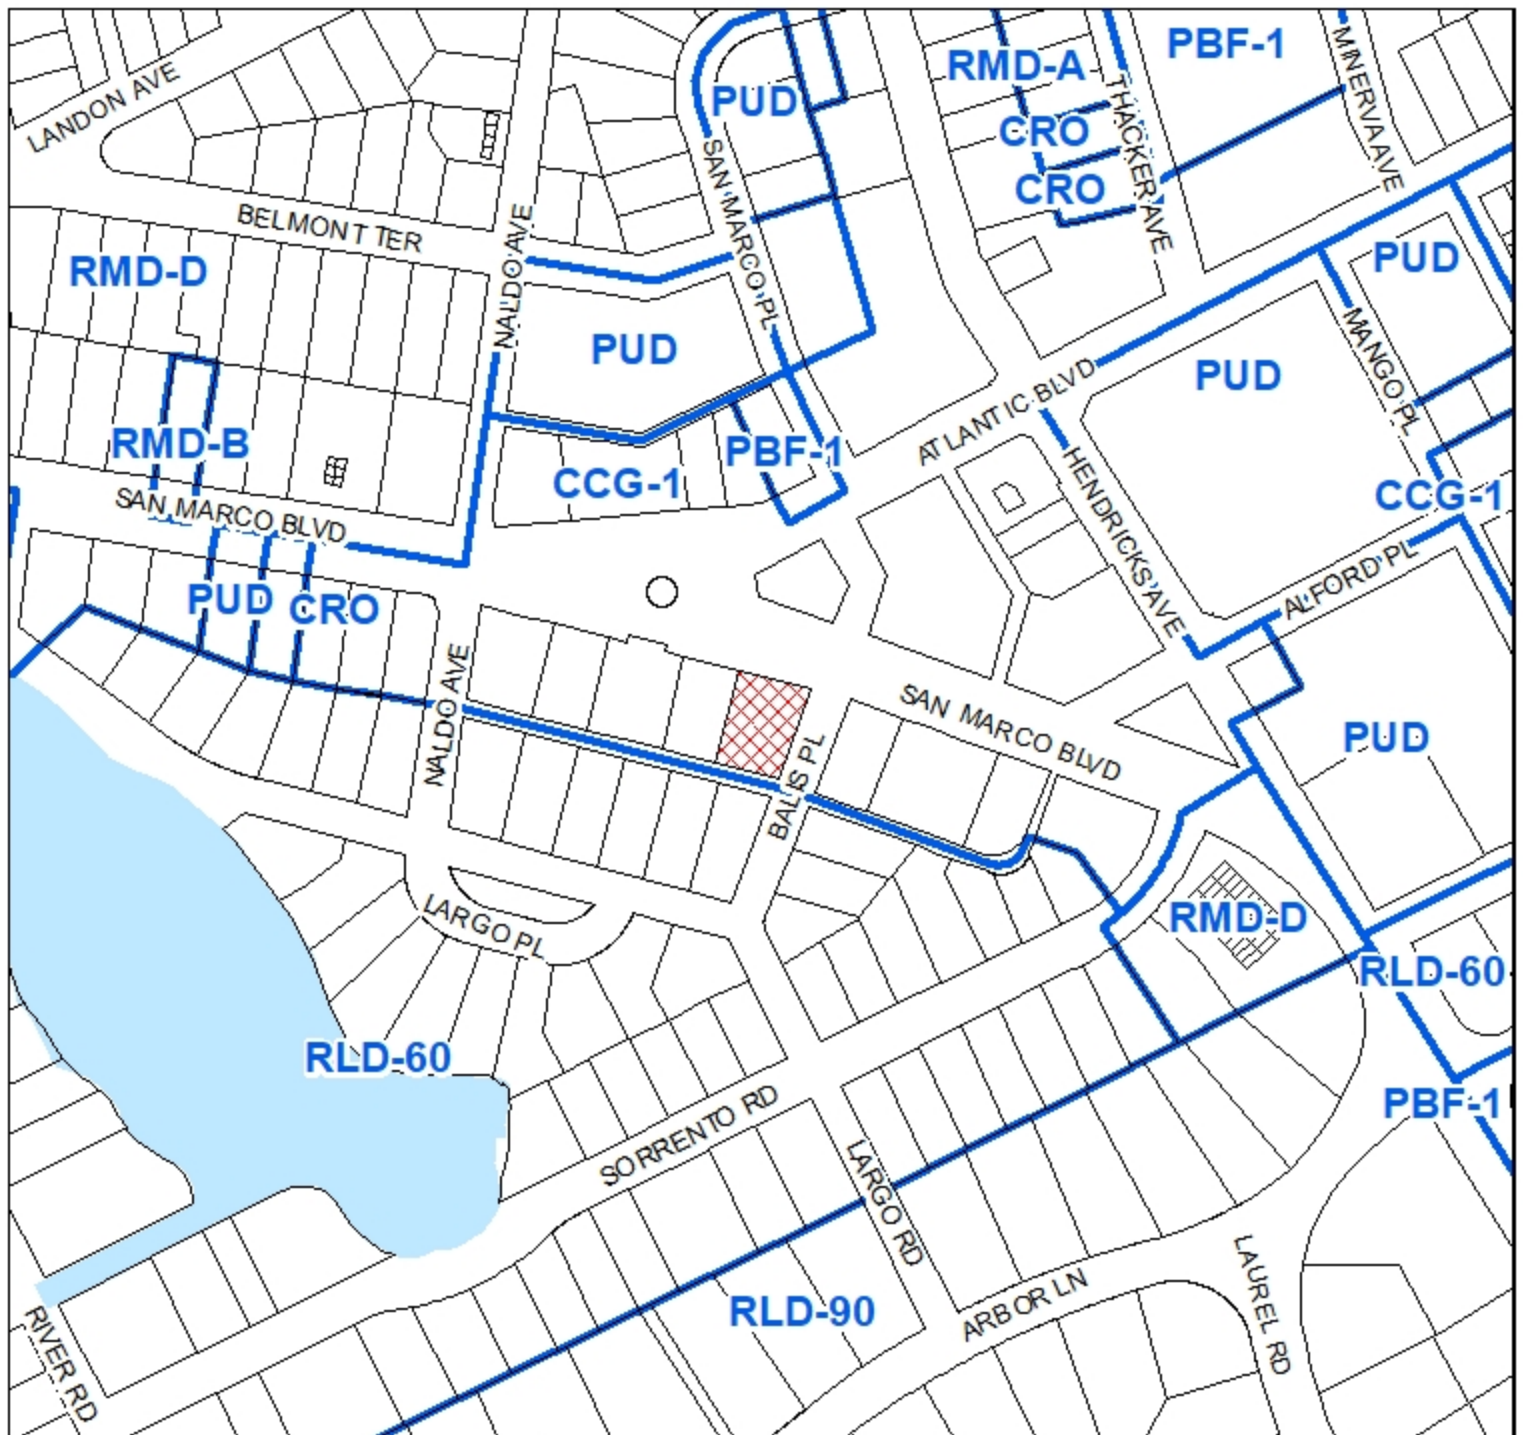 PBF-1
MINERVA AVE
RMD-A
LANDON AVE
PUD
THACKER AVE
CRO
CRO
SAN MARCO PL
BELMONT TER
NALDO AVE
RMD-D
PUD
PUD
PUD
MANGO PL
ATLANTIC BLVD
RMD-B
PBF-1
CCG-1
HENDRICKS AVE
CCG-1
SAN MARCO BLVD
ALFORD PL
PUD
CRO
NALDO AVE
SAN MARCO BLVD
PUD
BALIS PL
LARGO PL
RMD-D
RLD-60
RLD-60
PBF-1
SORRENTO RD
LARGO RD
RLD-90
ARBOR LN
LAUREL RD
RIVER RD